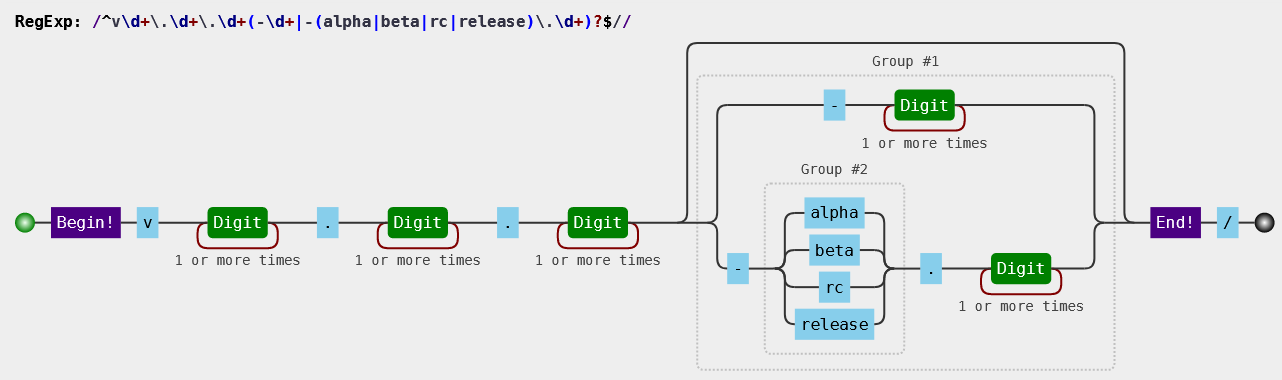 RegExp: /^v\d+\.\d+\.\d+(-\d+|-(alpha|beta|rc|release)\.\d+)?$//
Group #1
- Digit
1 or more times
Group #2
alpha
Begin! v Digit . Digit . Digit End! /
beta
1 or more times 1 or more times 1 or more times
- . Digit
rc
1 or more times
release